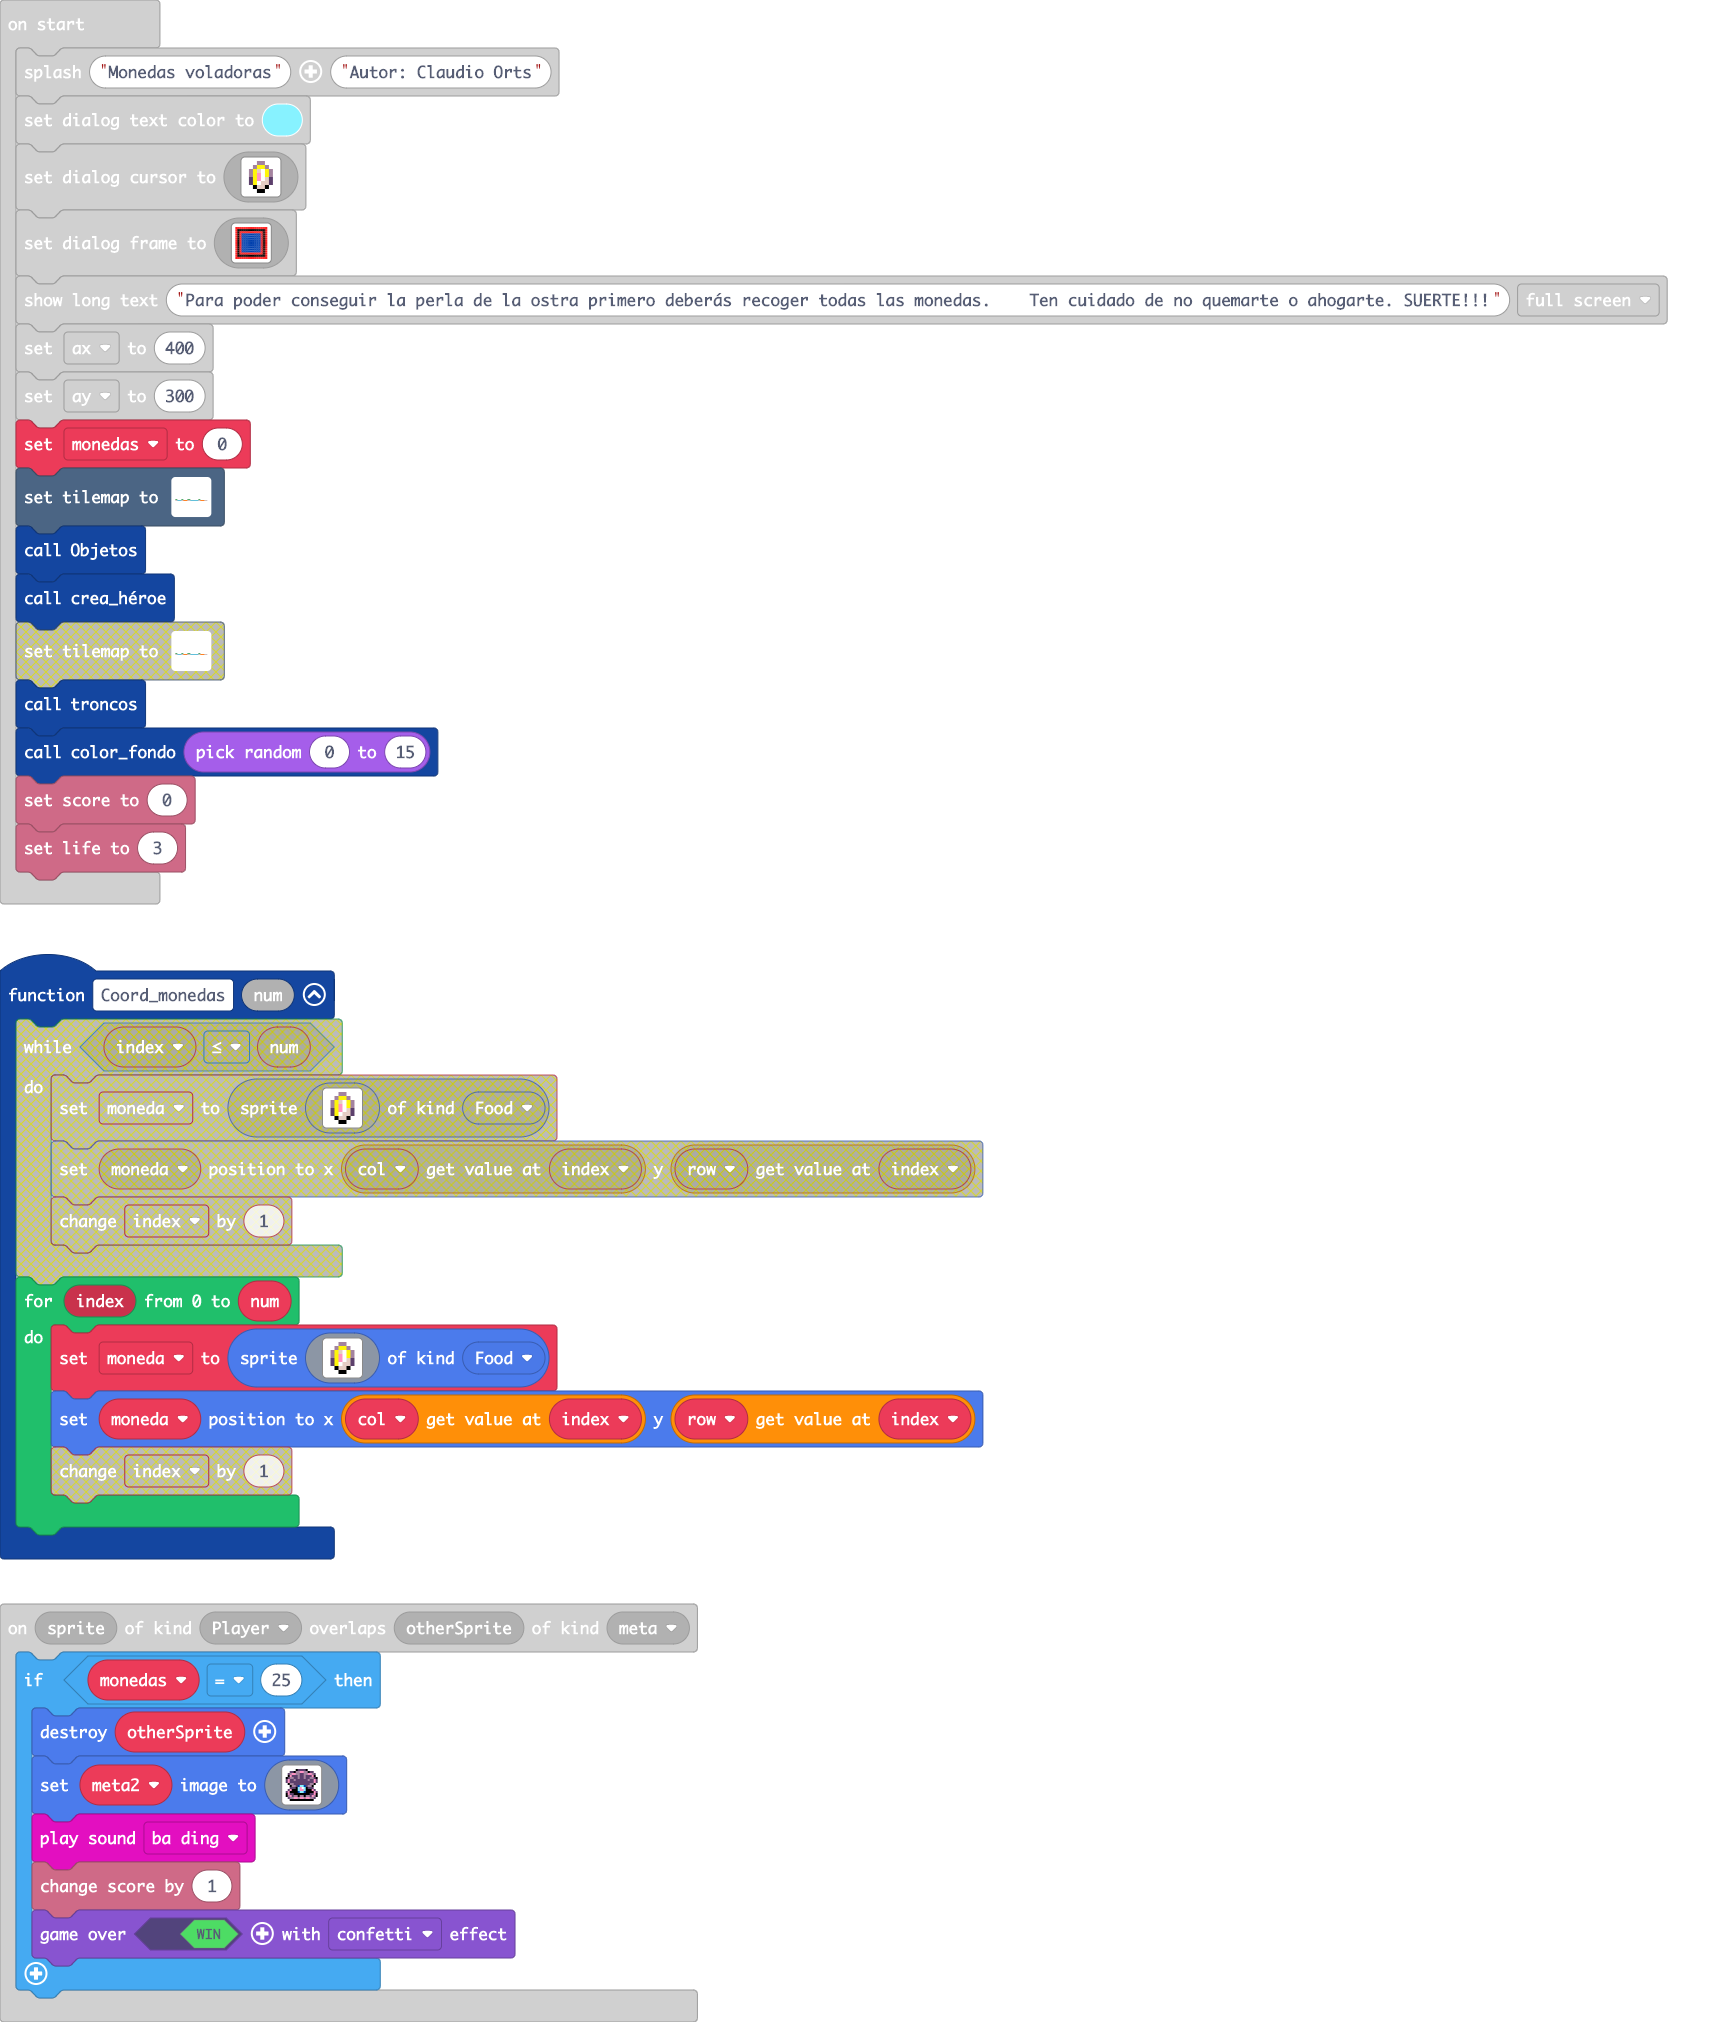 on start
splash "Monedas voladoras" "Autor: Claudio Orts"
set dialog text color to
set dialog cursor to
set dialog frame to
show long text "Para poder conseguir la perla de la ostra primero deberás recoger todas las monedas.    Ten cuidado de no quemarte o ahogarte. SUERTE!!!" full screen
set ax to 400
set ay to 300
set monedas to 0
set tilemap to
call Objetos
call crea_héroe
set tilemap to
call troncos
call color_fondo pick random 0 to 15
set score to 0
set life to 3
function Coord_monedas num
while index ≤ num
do
set moneda to sprite of kind Food
set moneda position to x col get value at index y row get value at index
change index by 1
for index from 0 to num
do
set moneda to sprite of kind Food
set moneda position to x col get value at index y row get value at index
change index by 1
on sprite of kind Player overlaps otherSprite of kind meta
if monedas = 25 then
destroy otherSprite
set meta2 image to
play sound ba ding
change score by 1
game over WIN with confetti effect